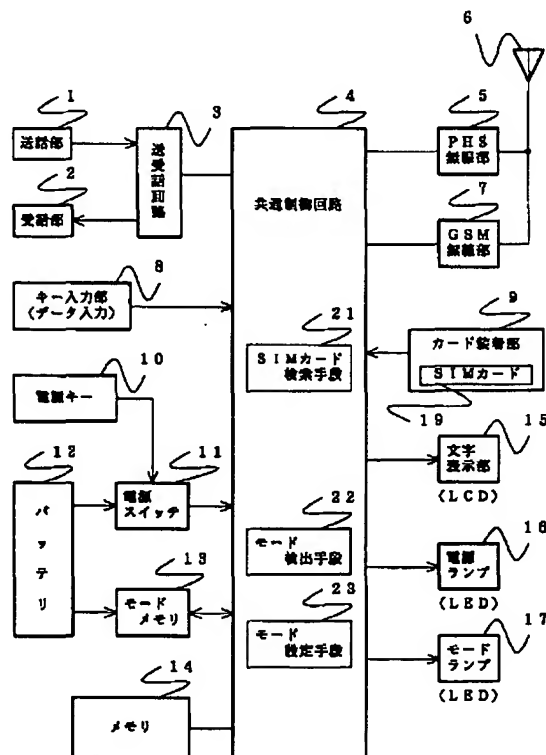 6
1
3
4
5
送話部
送受話回路
共通制御回路
PHS
無線部
2
受話部
7
GSM
無線部
8
キー入力部
(データ入力)
21
9
カード装着部
SIMカード
SIMカード
検索手段
10
電源キー
19
15
文字
表示部
(LCD)
12
11
バッテリ
電源
スイッチ
22
モード
検出手段
16
電源
ランプ
(LED)
13
モード
メモリ
23
モード
設定手段
17
モード
ランプ
(LED)
14
メモリ